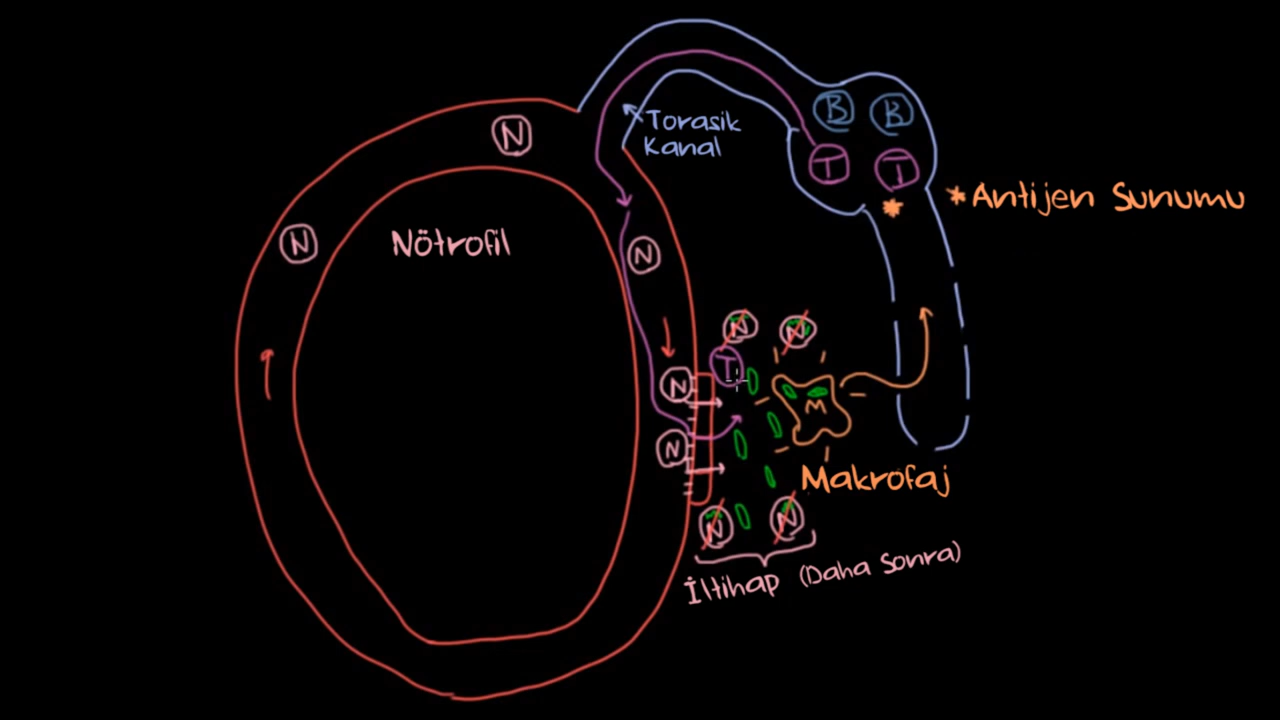 N
B B
Torasik
Kanal
T T
* Antijen Sunumu
*
N
Nötrofil
N
N N
T
N
M
N
Makrofaj
N N
İltihap (Daha Sonra)